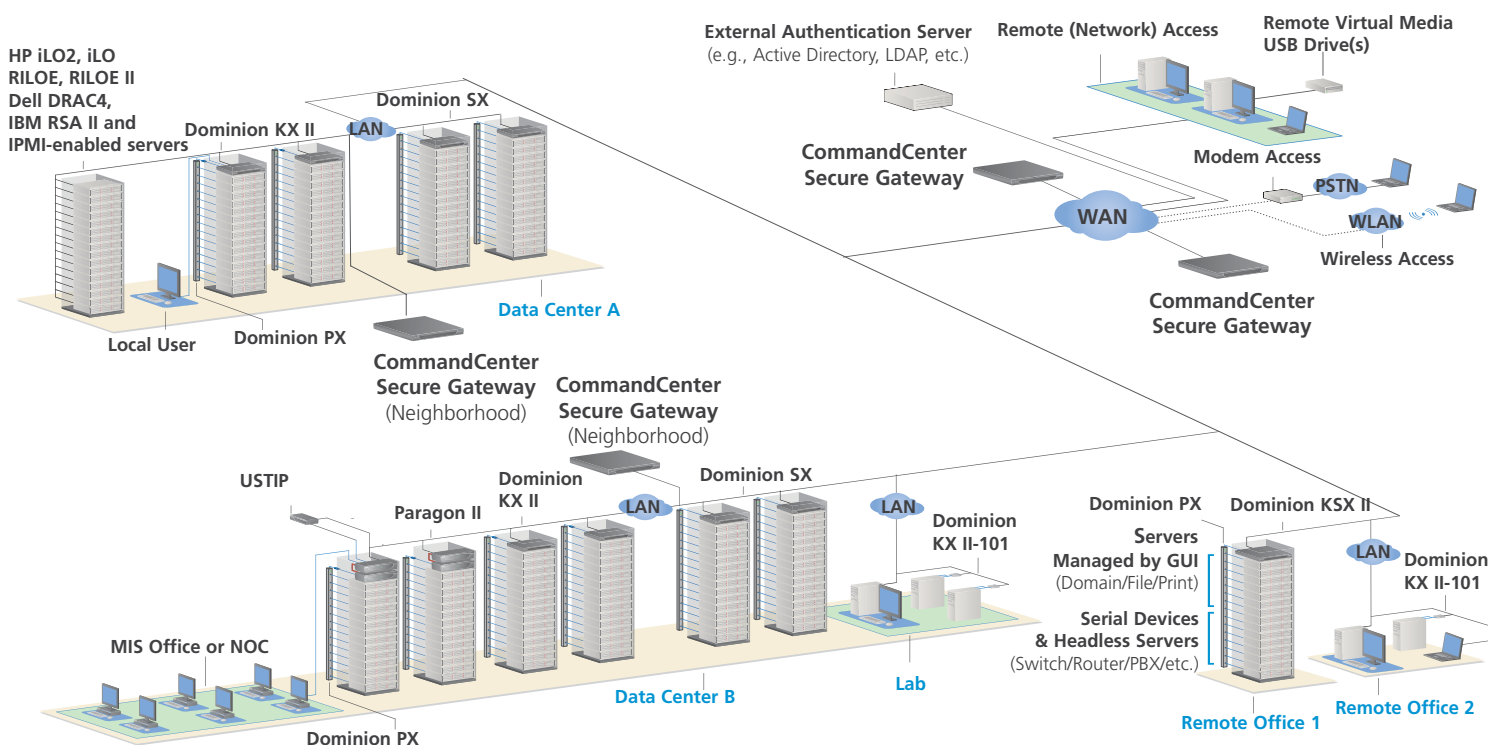 HP iLO2, iLO
RILOE, RILOE II
Dell DRAC4,
IBM RSA II and
IPMI-enabled servers
Dominion KX II
LAN
Dominion SX
Local User
Dominion PX
Data Center A
CommandCenter
Secure Gateway
(Neighborhood)
External Authentication Server
(e.g., Active Directory, LDAP, etc.)
Remote (Network) Access
Remote Virtual Media
USB Drive(s)
CommandCenter
Secure Gateway
Modem Access
PSTN
WAN
WLAN
Wireless Access
CommandCenter
Secure Gateway
CommandCenter
Secure Gateway
(Neighborhood)
USTIP
Paragon II
Dominion
KX II
LAN
Dominion SX
LAN
Dominion
KX II-101
MIS Office or NOC
Dominion PX
Data Center B
Lab
Dominion PX
Dominion KSX II
Servers
Managed by GUI
(Domain/File/Print)
Serial Devices
& Headless Servers
(Switch/Router/PBX/etc.)
LAN
Dominion
KX II-101
Remote Office 1
Remote Office 2